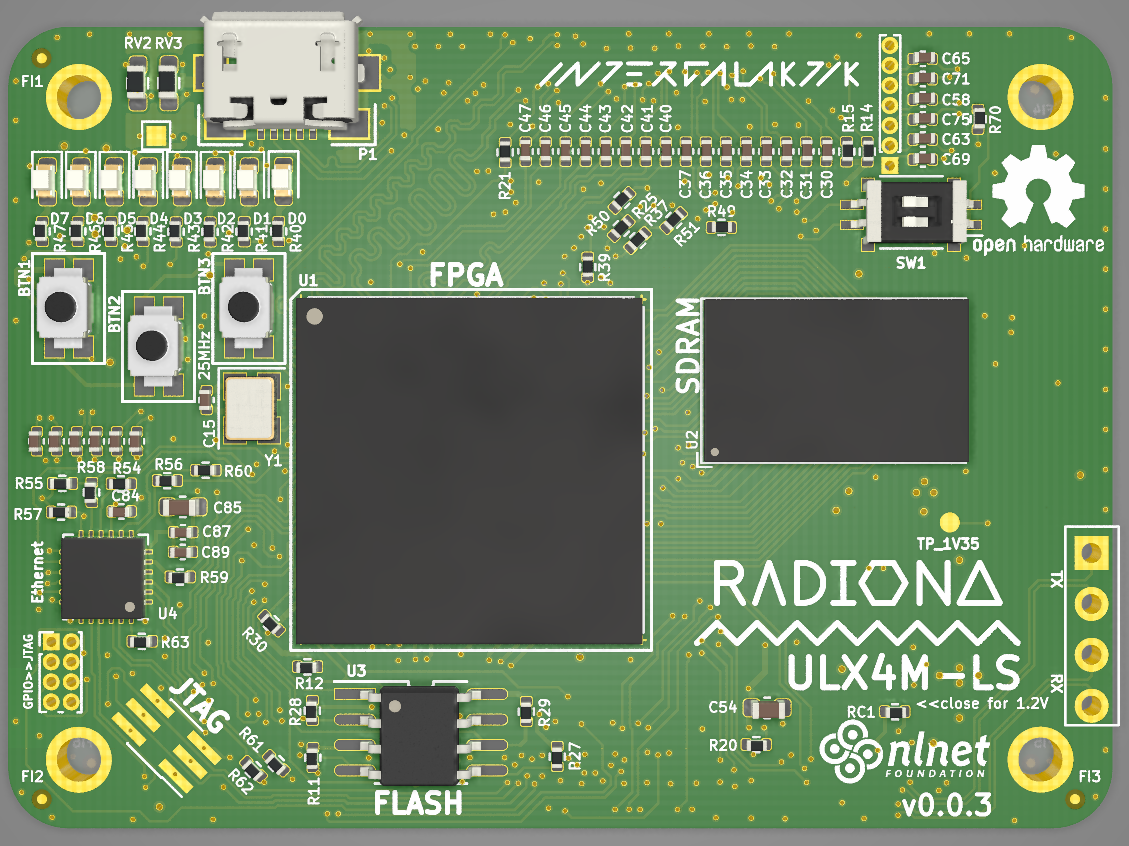 RV2 RV3
FI1
P1
INTERGALAKTIK
C47
C46
C45
C44
C43
C42
C41
C40
R15
R14
C65
C71
C58
C75
C63
C69
R70
R21
C37
C36
C35
C34
C33
C32
C31
C30
D7
D6
D5
D4
D3
D2
D1
D0
R47
R45
R44
R43
R42
R40
R50
R25
R37
R51
R49
R39
SW1
open hardware
BTN1
BTN2
BTN3
U1
FPGA
SDRAM
U2
25MHz
C15
Y1
R58
R54
R56
R60
R55
C84
R57
C85
C87
C89
R59
Ethernet
U4
R63
R30
GPIO>>JTAG
JTAG
R12
U3
R28
R29
R61
R62
R11
R27
FLASH
TP_1V35
TX
RX
RADIONA
ULX4M-LS
<<close for 1.2V
C54
RC1
R20
nlnet
FOUNDATION
v0.0.3
FI2
FI3